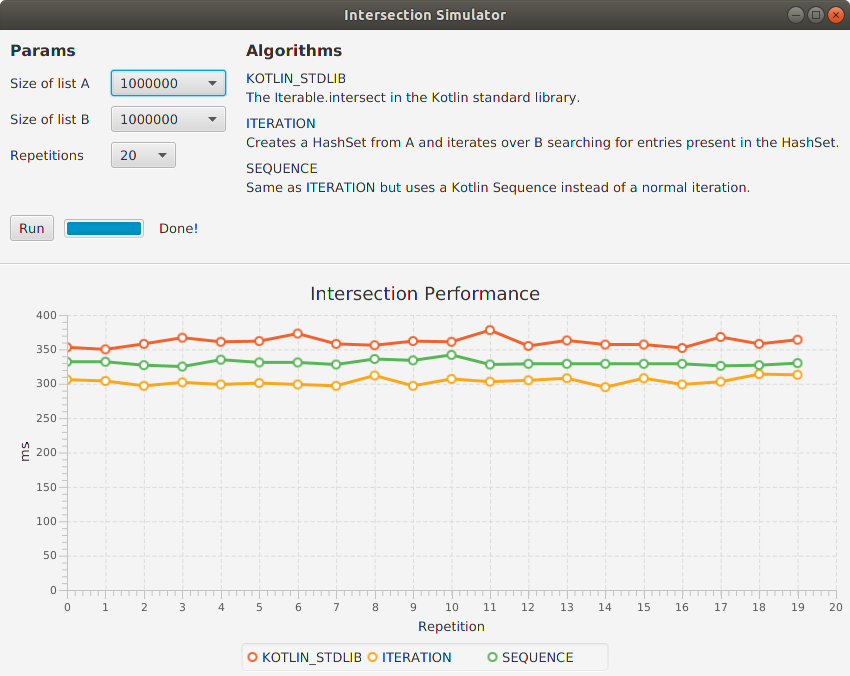 Intersection Simulator
Params
Size of list A 1000000
Size of list B 1000000
Repetitions 20
Run Done!
Algorithms
KOTLIN_STDLIB
The Iterable.intersect in the Kotlin standard library.
ITERATION
Creates a HashSet from A and iterates over B searching for entries present in the HashSet.
SEQUENCE
Same as ITERATION but uses a Kotlin Sequence instead of a normal iteration.
Intersection Performance
400
350
300
250
200
150
100
50
0
ms
0 1 2 3 4 5 6 7 8 9 10 11 12 13 14 15 16 17 18 19 20
Repetition
KOTLIN_STDLIB ITERATION SEQUENCE